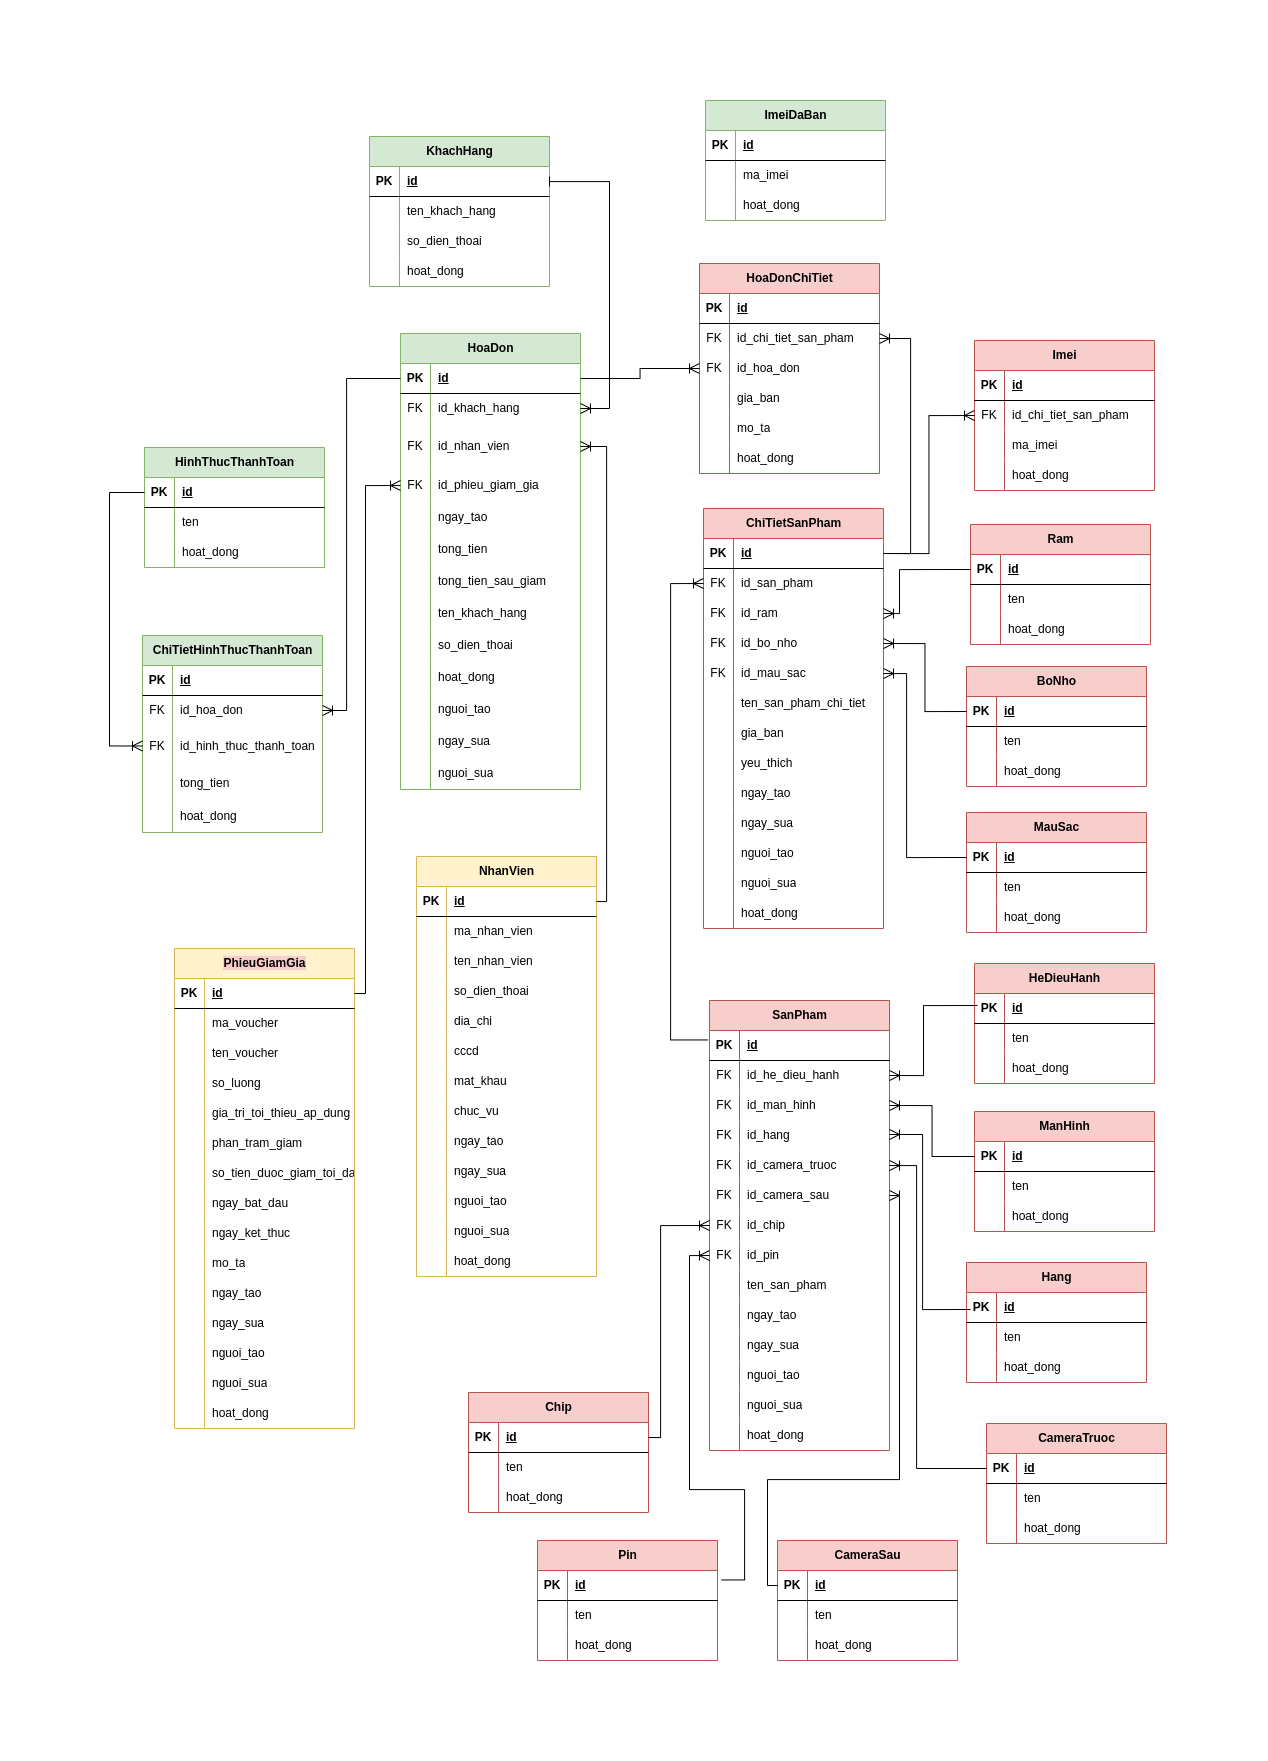 ImeiDaBan
PK id
ma_imei
hoat_dong
KhachHang
PK id
ten_khach_hang
so_dien_thoai
hoat_dong
HoaDonChiTiet
PK id
FK id_chi_tiet_san_pham
FK id_hoa_don
gia_ban
mo_ta
hoat_dong
HoaDon
PK id
FK id_khach_hang
FK id_nhan_vien
FK id_phieu_giam_gia
ngay_tao
tong_tien
tong_tien_sau_giam
ten_khach_hang
so_dien_thoai
hoat_dong
nguoi_tao
ngay_sua
nguoi_sua
Imei
PK id
FK id_chi_tiet_san_pham
ma_imei
hoat_dong
HinhThucThanhToan
PK id
ten
hoat_dong
ChiTietSanPham
PK id
FK id_san_pham
FK id_ram
FK id_bo_nho
FK id_mau_sac
ten_san_pham_chi_tiet
gia_ban
yeu_thich
ngay_tao
ngay_sua
nguoi_tao
nguoi_sua
hoat_dong
Ram
PK id
ten
hoat_dong
ChiTietHinhThucThanhToan
PK id
FK id_hoa_don
FK id_hinh_thuc_thanh_toan
tong_tien
hoat_dong
BoNho
PK id
ten
hoat_dong
MauSac
PK id
ten
hoat_dong
NhanVien
PK id
ma_nhan_vien
ten_nhan_vien
so_dien_thoai
dia_chi
cccd
mat_khau
chuc_vu
ngay_tao
ngay_sua
nguoi_tao
nguoi_sua
hoat_dong
PhieuGiamGia
PK id
ma_voucher
ten_voucher
so_luong
gia_tri_toi_thieu_ap_dung
phan_tram_giam
so_tien_duoc_giam_toi_da
ngay_bat_dau
ngay_ket_thuc
mo_ta
ngay_tao
ngay_sua
nguoi_tao
nguoi_sua
hoat_dong
HeDieuHanh
PK id
ten
hoat_dong
SanPham
PK id
FK id_he_dieu_hanh
FK id_man_hinh
FK id_hang
FK id_camera_truoc
FK id_camera_sau
FK id_chip
FK id_pin
ten_san_pham
ngay_tao
ngay_sua
nguoi_tao
nguoi_sua
hoat_dong
ManHinh
PK id
ten
hoat_dong
Hang
PK id
ten
hoat_dong
Chip
PK id
ten
hoat_dong
CameraTruoc
PK id
ten
hoat_dong
Pin
PK id
ten
hoat_dong
CameraSau
PK id
ten
hoat_dong